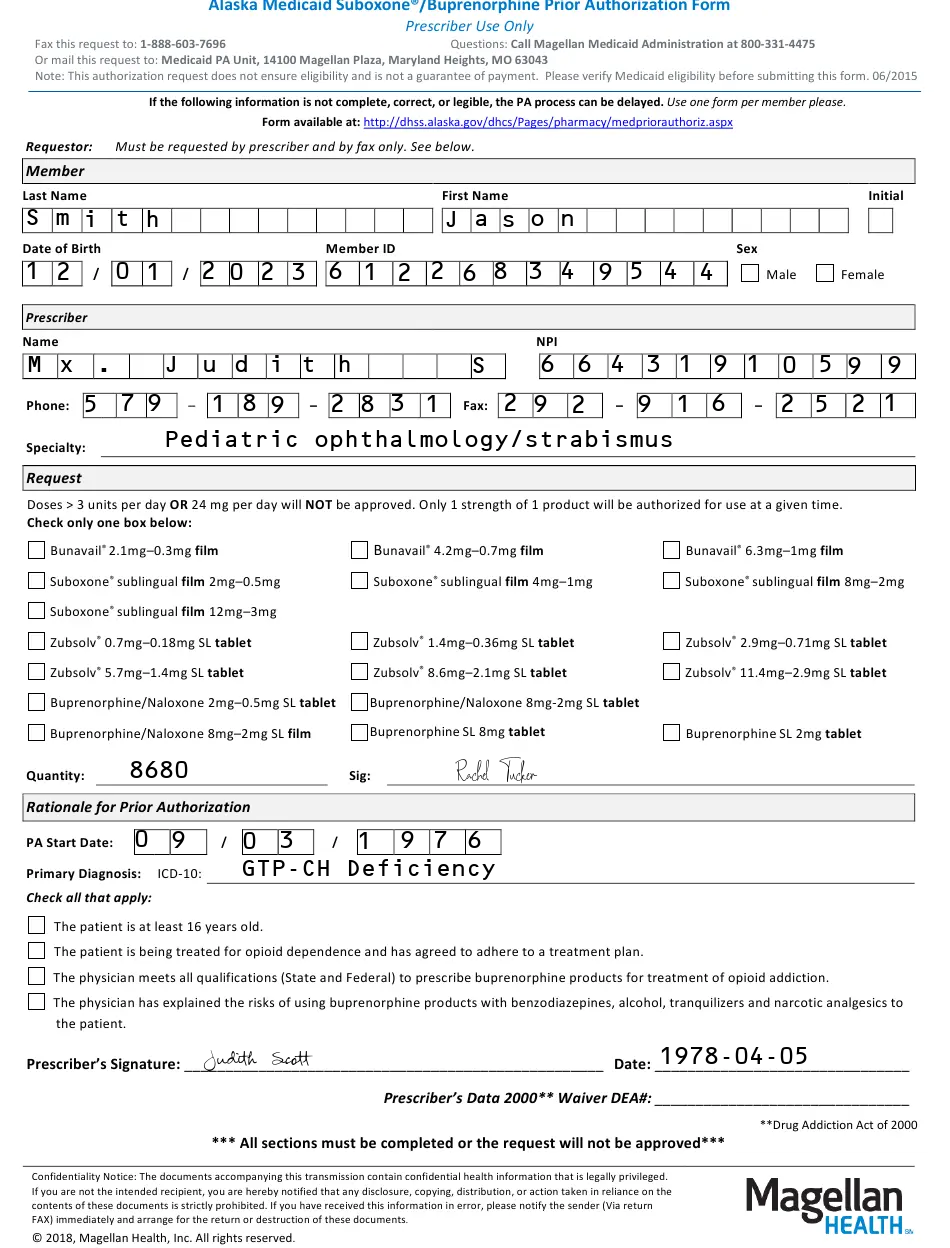 Alaska Medicaid Suboxone®/Buprenorphine Prior Authorization Form
Prescriber Use Only
Fax this request to: 1-888-603-7696 Questions: Call Magellan Medicaid Administration at 800-331-4475
Or mail this request to: Medicaid PA Unit, 14100 Magellan Plaza, Maryland Heights, MO 63043
Note: This authorization request does not ensure eligibility and is not a guarantee of payment. Please verify Medicaid eligibility before submitting this form. 06/2015
If the following information is not complete, correct, or legible, the PA process can be delayed. Use one form per member please.
Form available at: http://dhss.alaska.gov/dhcs/Pages/pharmacy/medpriorauthoriz.aspx
Requestor: Must be requested by prescriber and by fax only. See below.
Member
Last Name First Name Initial
Smith Jason
Date of Birth Member ID Sex
12 / 01 / 2023 612268349544 Male Female
Prescriber
Name NPI
Mx. Judith S 66431910599
Phone: 579 - 189 - 2831 Fax: 292 - 916 - 2521
Specialty: Pediatric ophthalmology/strabismus
Request
Doses > 3 units per day OR 24 mg per day will NOT be approved. Only 1 strength of 1 product will be authorized for use at a given time.
Check only one box below:
Bunavail® 2.1mg–0.3mg film Bunavail® 4.2mg–0.7mg film Bunavail® 6.3mg–1mg film
Suboxone® sublingual film 2mg–0.5mg Suboxone® sublingual film 4mg–1mg Suboxone® sublingual film 8mg–2mg
Suboxone® sublingual film 12mg–3mg
Zubsolv® 0.7mg–0.18mg SL tablet Zubsolv® 1.4mg–0.36mg SL tablet Zubsolv® 2.9mg–0.71mg SL tablet
Zubsolv® 5.7mg–1.4mg SL tablet Zubsolv® 8.6mg–2.1mg SL tablet Zubsolv® 11.4mg–2.9mg SL tablet
Buprenorphine/Naloxone 2mg–0.5mg SL tablet Buprenorphine/Naloxone 8mg-2mg SL tablet
Buprenorphine/Naloxone 8mg–2mg SL film Buprenorphine SL 8mg tablet Buprenorphine SL 2mg tablet
Quantity: 8680 Sig: Rachel Tucker
Rationale for Prior Authorization
PA Start Date: 09 / 03 / 1976
Primary Diagnosis: ICD-10: GTP-CH Deficiency
Check all that apply:
The patient is at least 16 years old.
The patient is being treated for opioid dependence and has agreed to adhere to a treatment plan.
The physician meets all qualifications (State and Federal) to prescribe buprenorphine products for treatment of opioid addiction.
The physician has explained the risks of using buprenorphine products with benzodiazepines, alcohol, tranquilizers and narcotic analgesics to
the patient.
Prescriber's Signature: Judith Scott Date: 1978-04-05
Prescriber's Data 2000** Waiver DEA#:
**Drug Addiction Act of 2000
*** All sections must be completed or the request will not be approved***
Confidentiality Notice: The documents accompanying this transmission contain confidential health information that is legally privileged.
If you are not the intended recipient, you are hereby notified that any disclosure, copying, distribution, or action taken in reliance on the
contents of these documents is strictly prohibited. If you have received this information in error, please notify the sender (Via return
FAX) immediately and arrange for the return or destruction of these documents.
© 2018, Magellan Health, Inc. All rights reserved.
Magellan
HEALTH